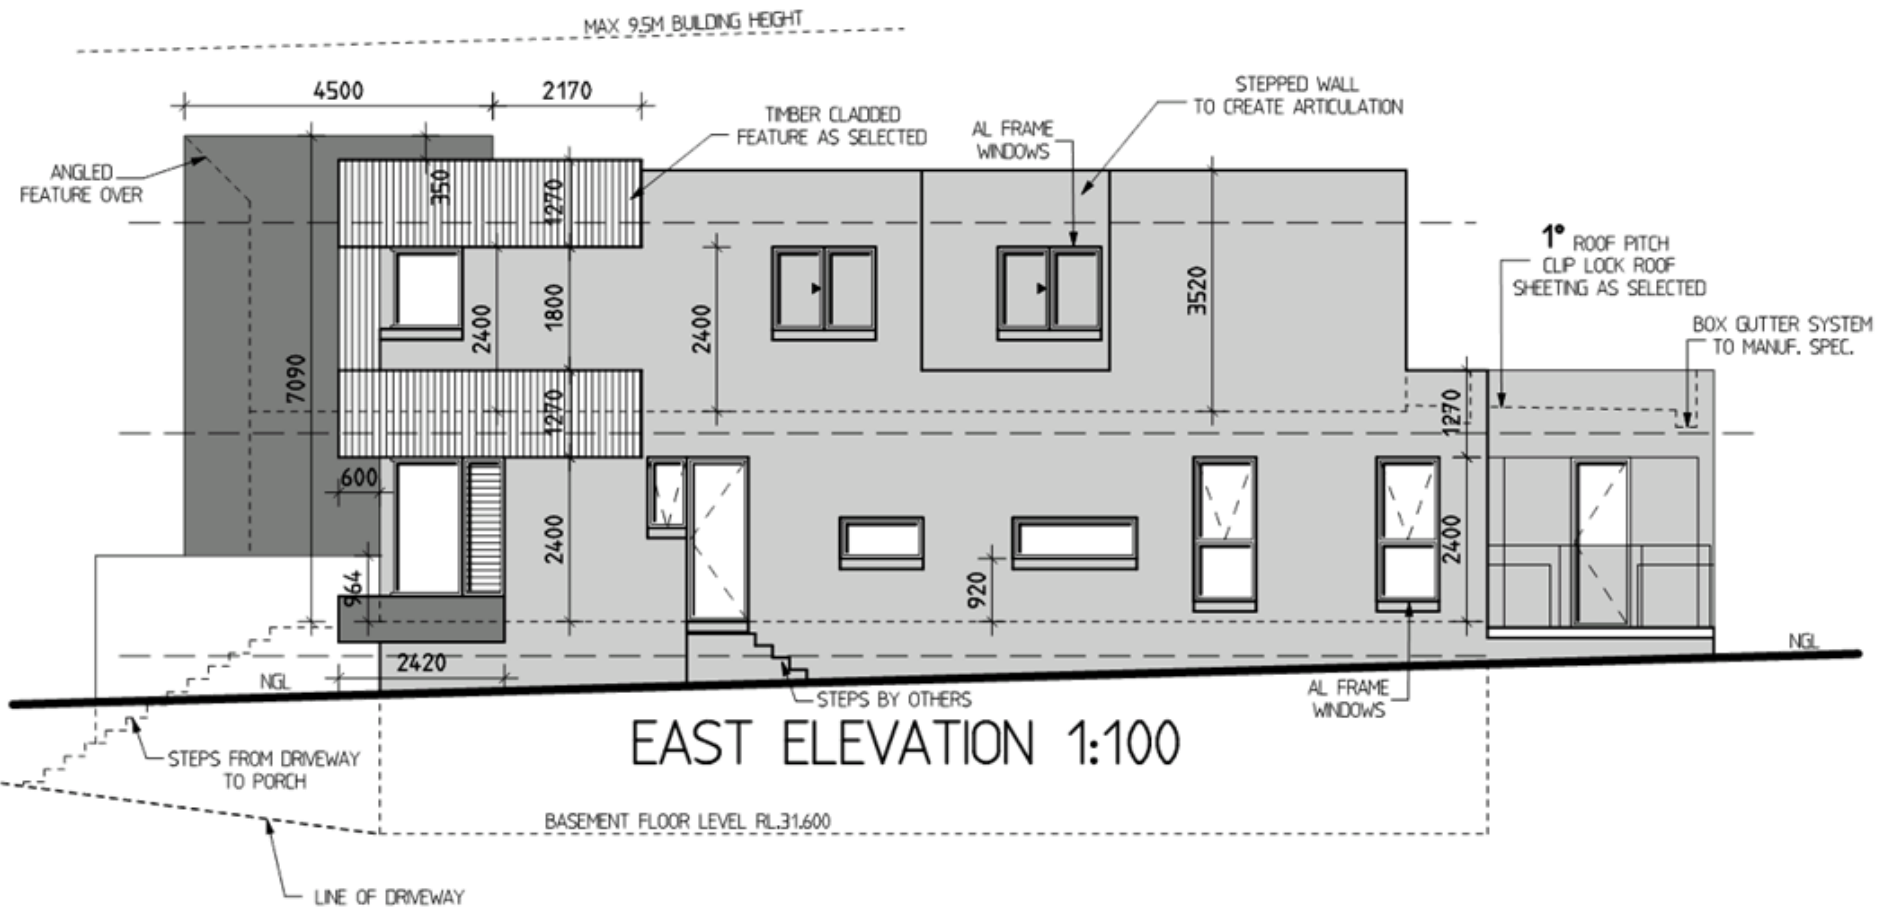 MAX 9.5M BUILDING HEIGHT
4500
2170
STEPPED WALL
TO CREATE ARTICULATION
TIMBER CLADDED
FEATURE AS SELECTED
AL FRAME
WINDOWS
ANGLED
FEATURE OVER
350
1270
1° ROOF PITCH
CLIP LOCK ROOF
SHEETING AS SELECTED
BOX GUTTER SYSTEM
TO MANUF. SPEC.
7090
2400
1800
2400
3520
1270
1270
600
964
2400
920
2400
2420
NGL
NGL
STEPS BY OTHERS
AL FRAME
WINDOWS
EAST ELEVATION 1:100
STEPS FROM DRIVEWAY
TO PORCH
BASEMENT FLOOR LEVEL RL.31.600
LINE OF DRIVEWAY